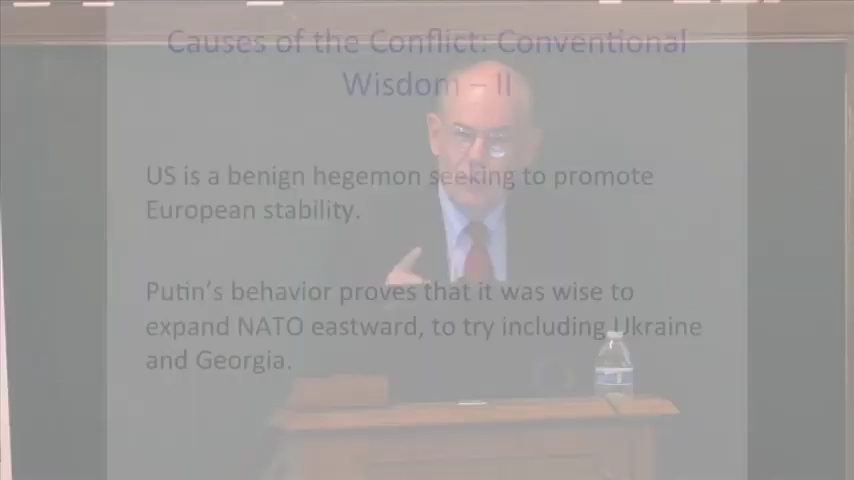 Causes of the Conflict: Conventional
Wisdom – II
US is a benign hegemon seeking to promote
European stability.
Putin's behavior proves that it was wise to
expand NATO eastward, to try including Ukraine
and Georgia.